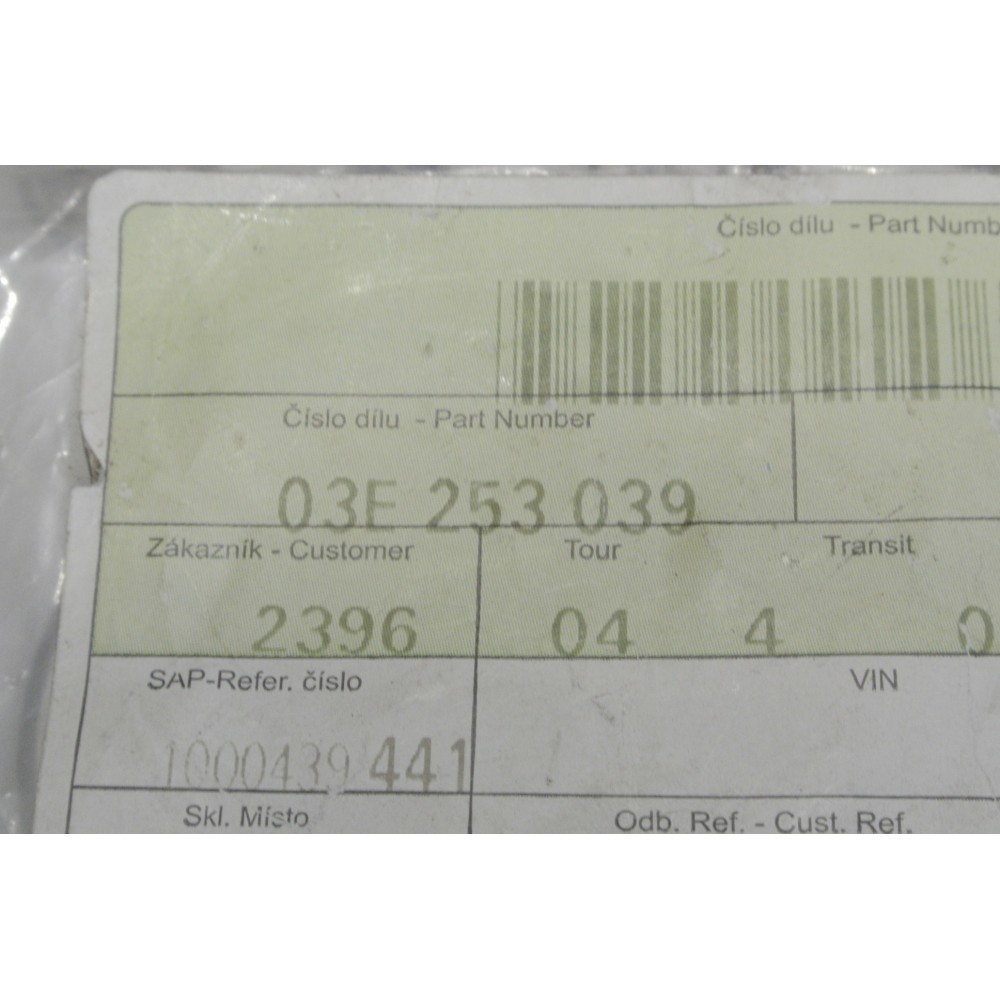 Číslo dílu - Part Numb
Číslo dílu - Part Number
03E 253 039
Zákazník - Customer Tour Transit
2396 04 4 0
SAP-Refer. číslo VIN
1000439 441
Skl. Místo Odb. Ref. - Cust. Ref.